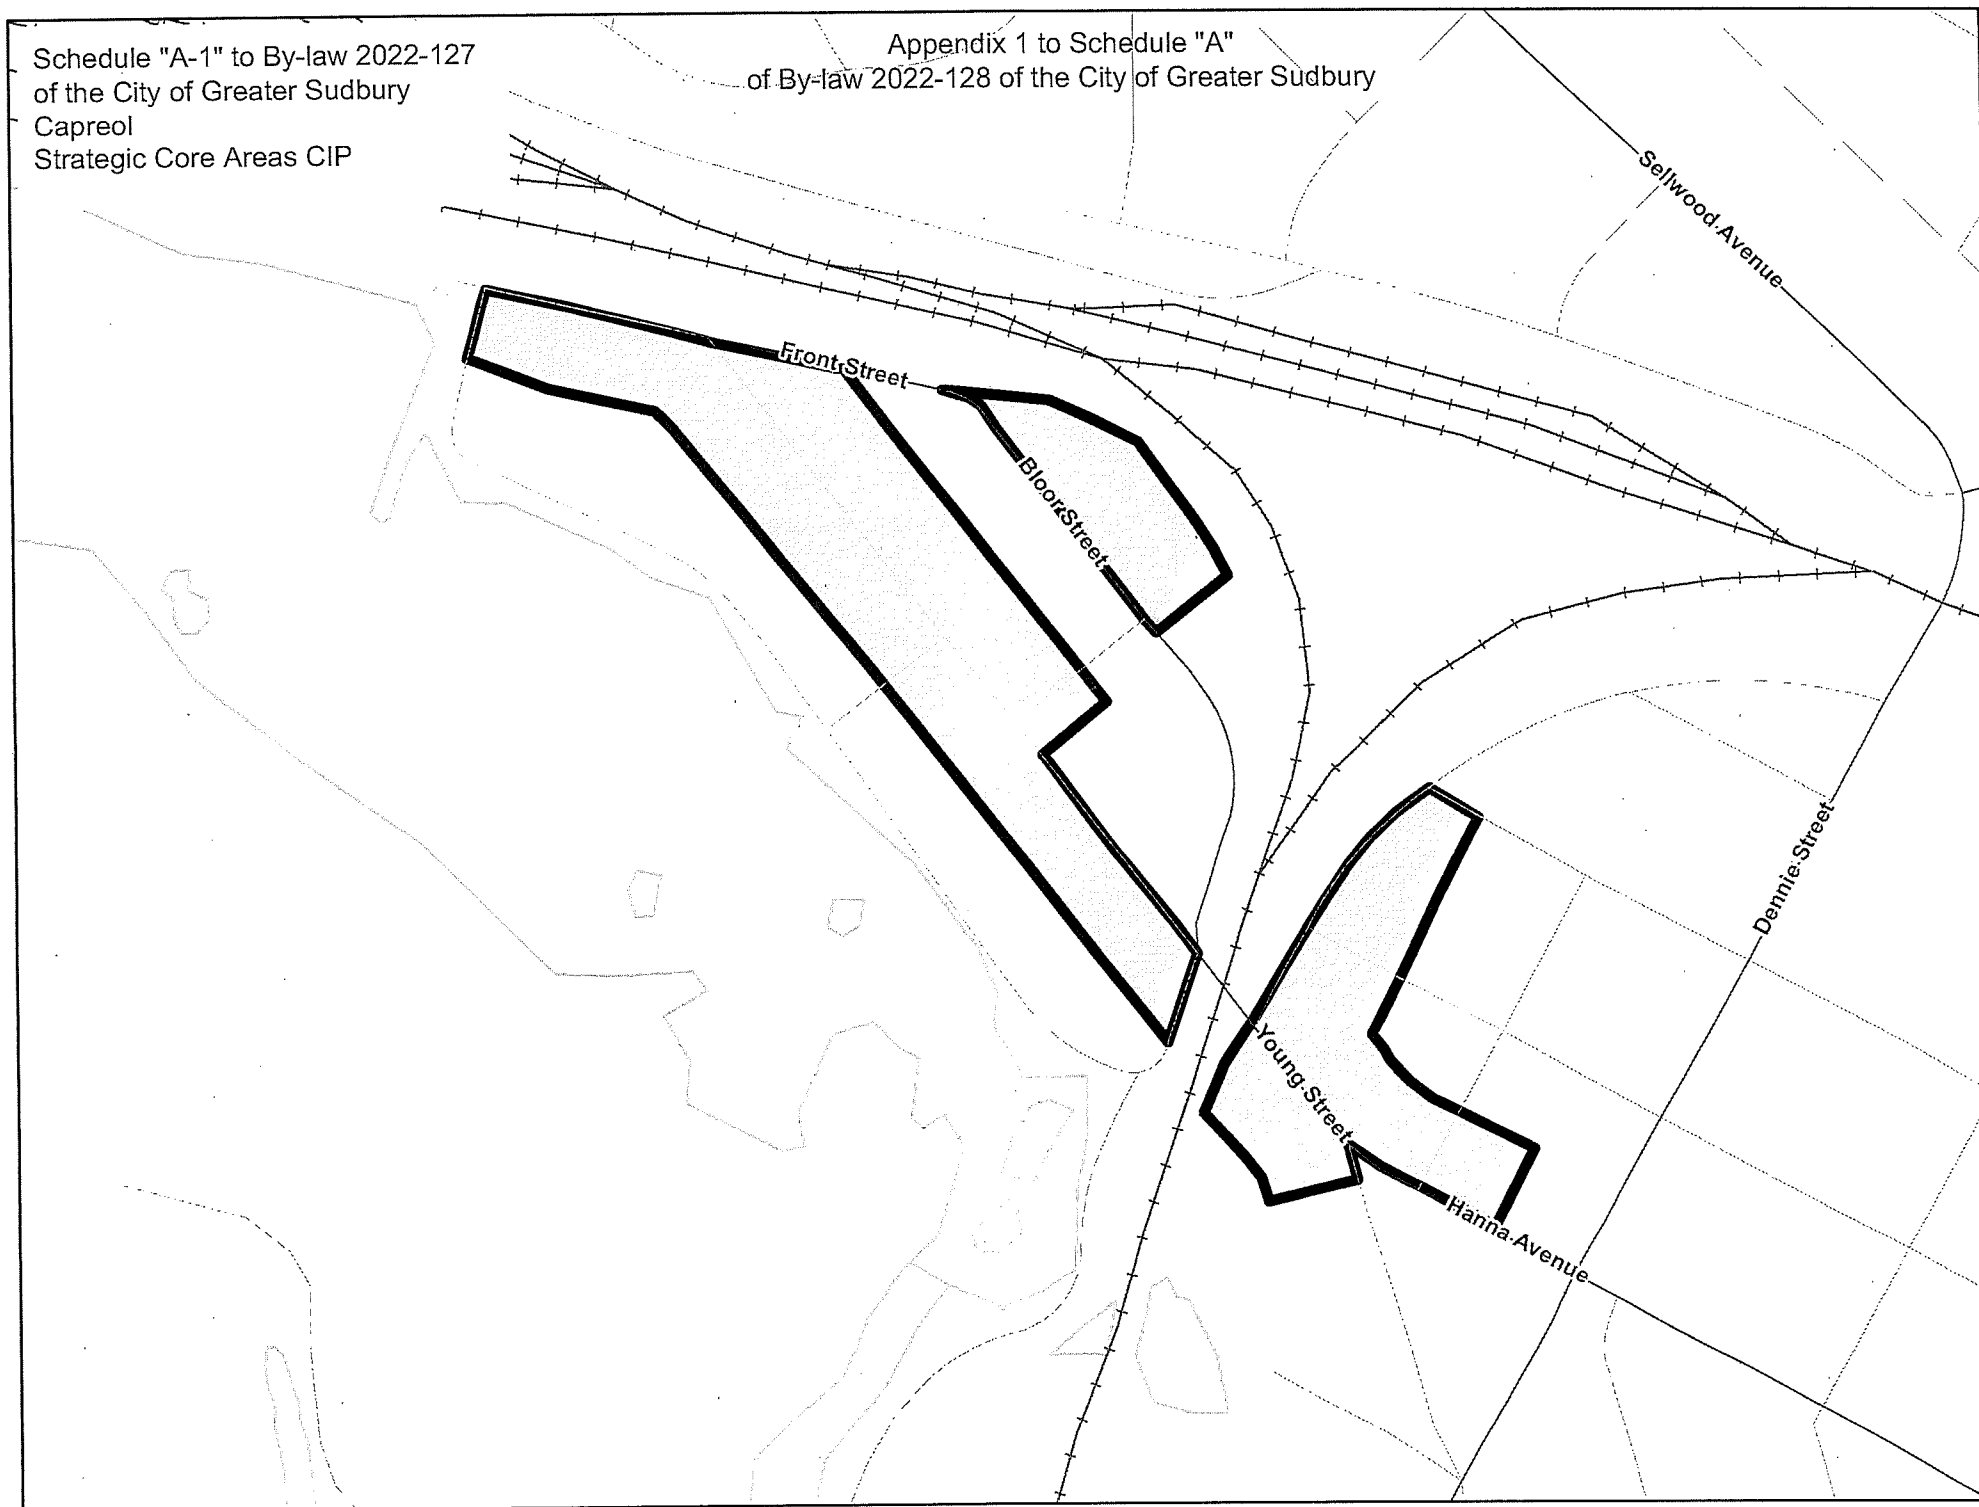 Schedule "A-1" to By-law 2022-127
of the City of Greater Sudbury
Capreol
Strategic Core Areas CIP
Appendix 1 to Schedule "A"
of By-law 2022-128 of the City of Greater Sudbury
Sellwood Avenue
Front Street
Bloor Street
Dennie Street
Young Street
Hanna Avenue